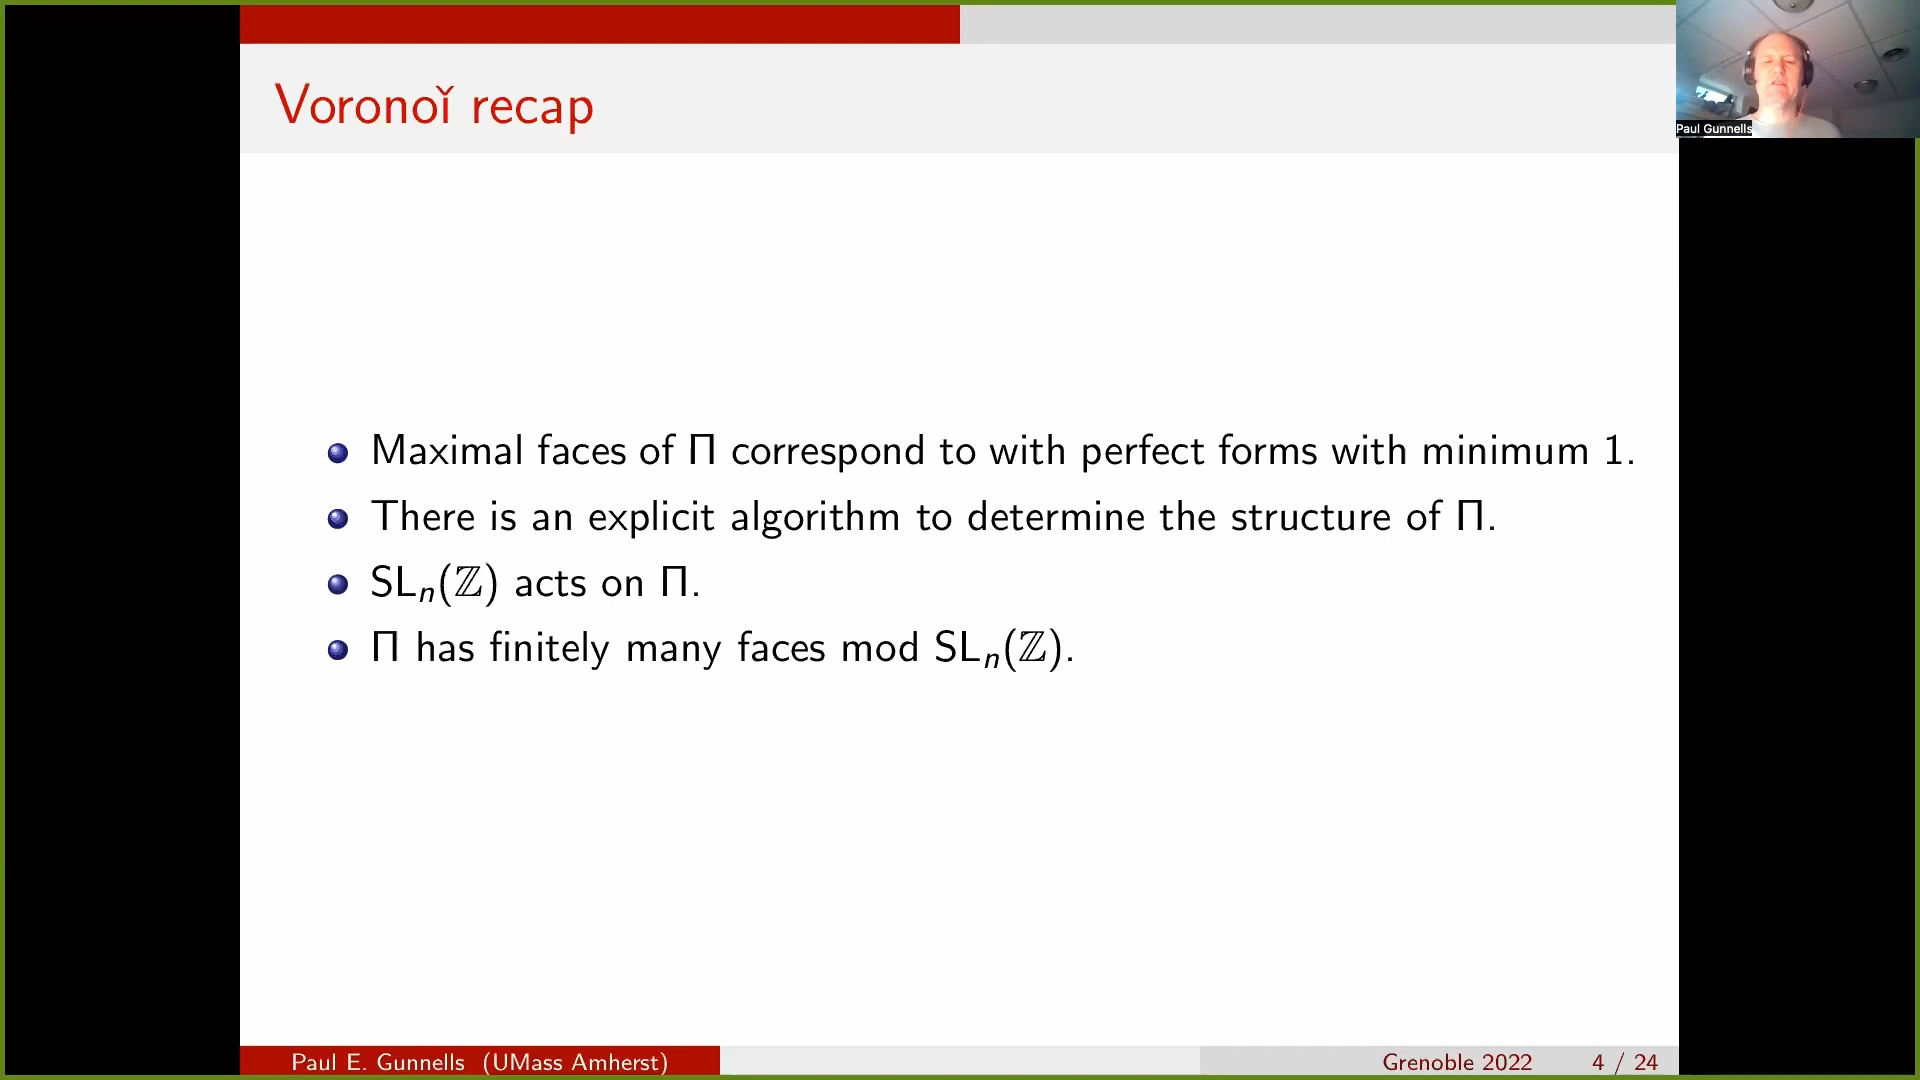 Voronoǐ recap
Paul Gunnells
Maximal faces of Π correspond to with perfect forms with minimum 1.
There is an explicit algorithm to determine the structure of Π.
SLₙ(ℤ) acts on Π.
Π has finitely many faces mod SLₙ(ℤ).
Paul E. Gunnells (UMass Amherst)
Grenoble 2022 4 / 24